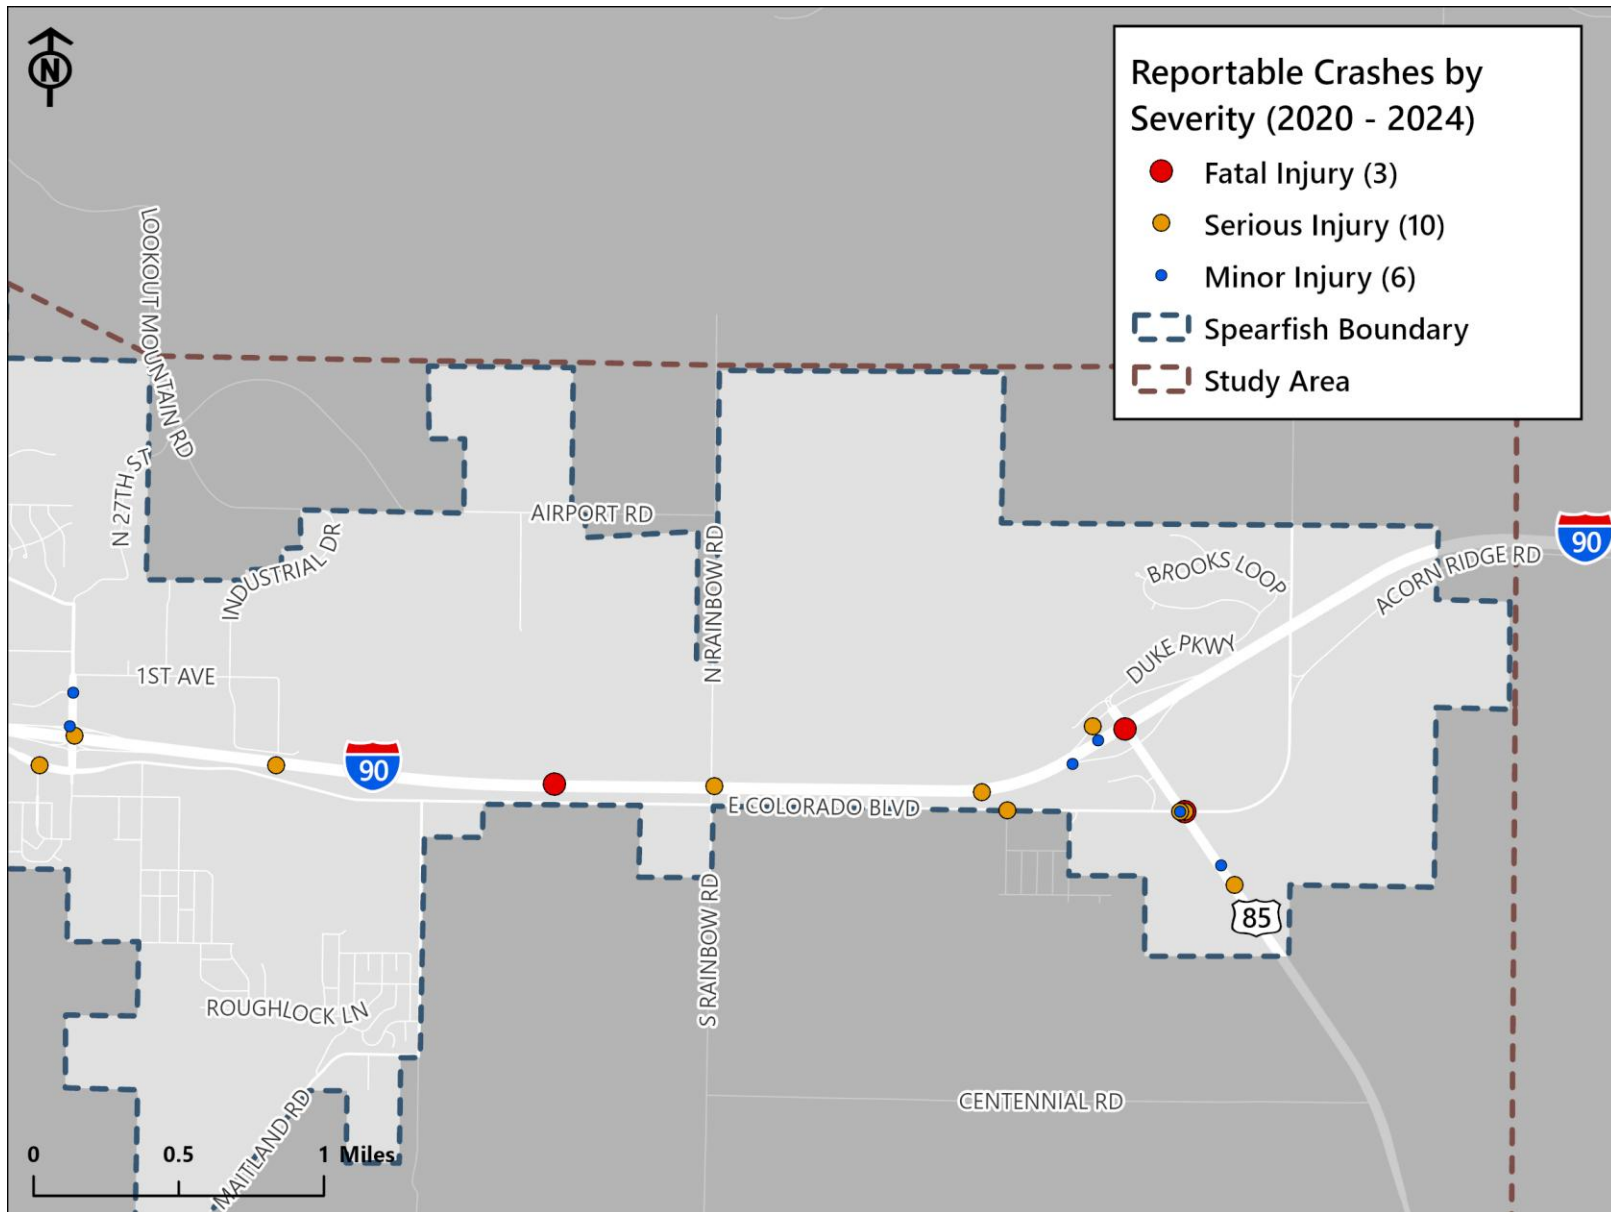 N
Reportable Crashes by
Severity (2020 - 2024)
Fatal Injury (3)
Serious Injury (10)
Minor Injury (6)
Spearfish Boundary
Study Area
LOOKOUT MOUNTAIN RD
N 27TH ST
INDUSTRIAL DR
AIRPORT RD
N RAINBOW RD
BROOKS LOOP
ACORN RIDGE RD
90
DUKE PKWY
1ST AVE
90
E COLORADO BLVD
S RAINBOW RD
85
ROUGHLOCK LN
CENTENNIAL RD
MAITLAND RD
0 0.5 1 Miles